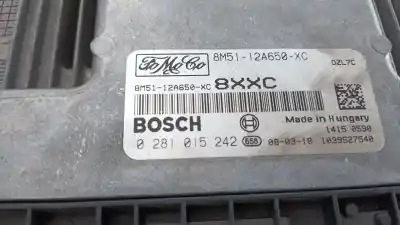 FoMoCo 8M51-12A650-XC DZL7C
8M51-12A650-XC 8XXC
BOSCH Made in Hungary
1415 0590
0 281 015 242 658 08-03-18 1039S27540